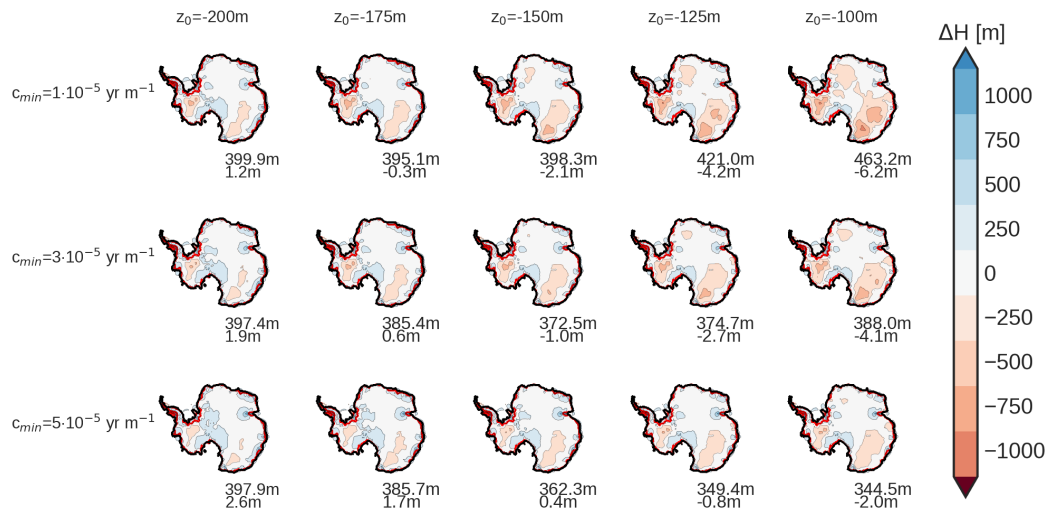 z₀=-200m z₀=-175m z₀=-150m z₀=-125m z₀=-100m
ΔH [m]
cₘᵢₙ=1·10⁻⁵ yr m⁻¹
399.9m 395.1m 398.3m 421.0m 463.2m
1.2m -0.3m -2.1m -4.2m -6.2m
cₘᵢₙ=3·10⁻⁵ yr m⁻¹
397.4m 385.4m 372.5m 374.7m 388.0m
1.9m 0.6m -1.0m -2.7m -4.1m
cₘᵢₙ=5·10⁻⁵ yr m⁻¹
397.9m 385.7m 362.3m 349.4m 344.5m
2.6m 1.7m 0.4m -0.8m -2.0m
1000
750
500
250
0
−250
−500
−750
−1000